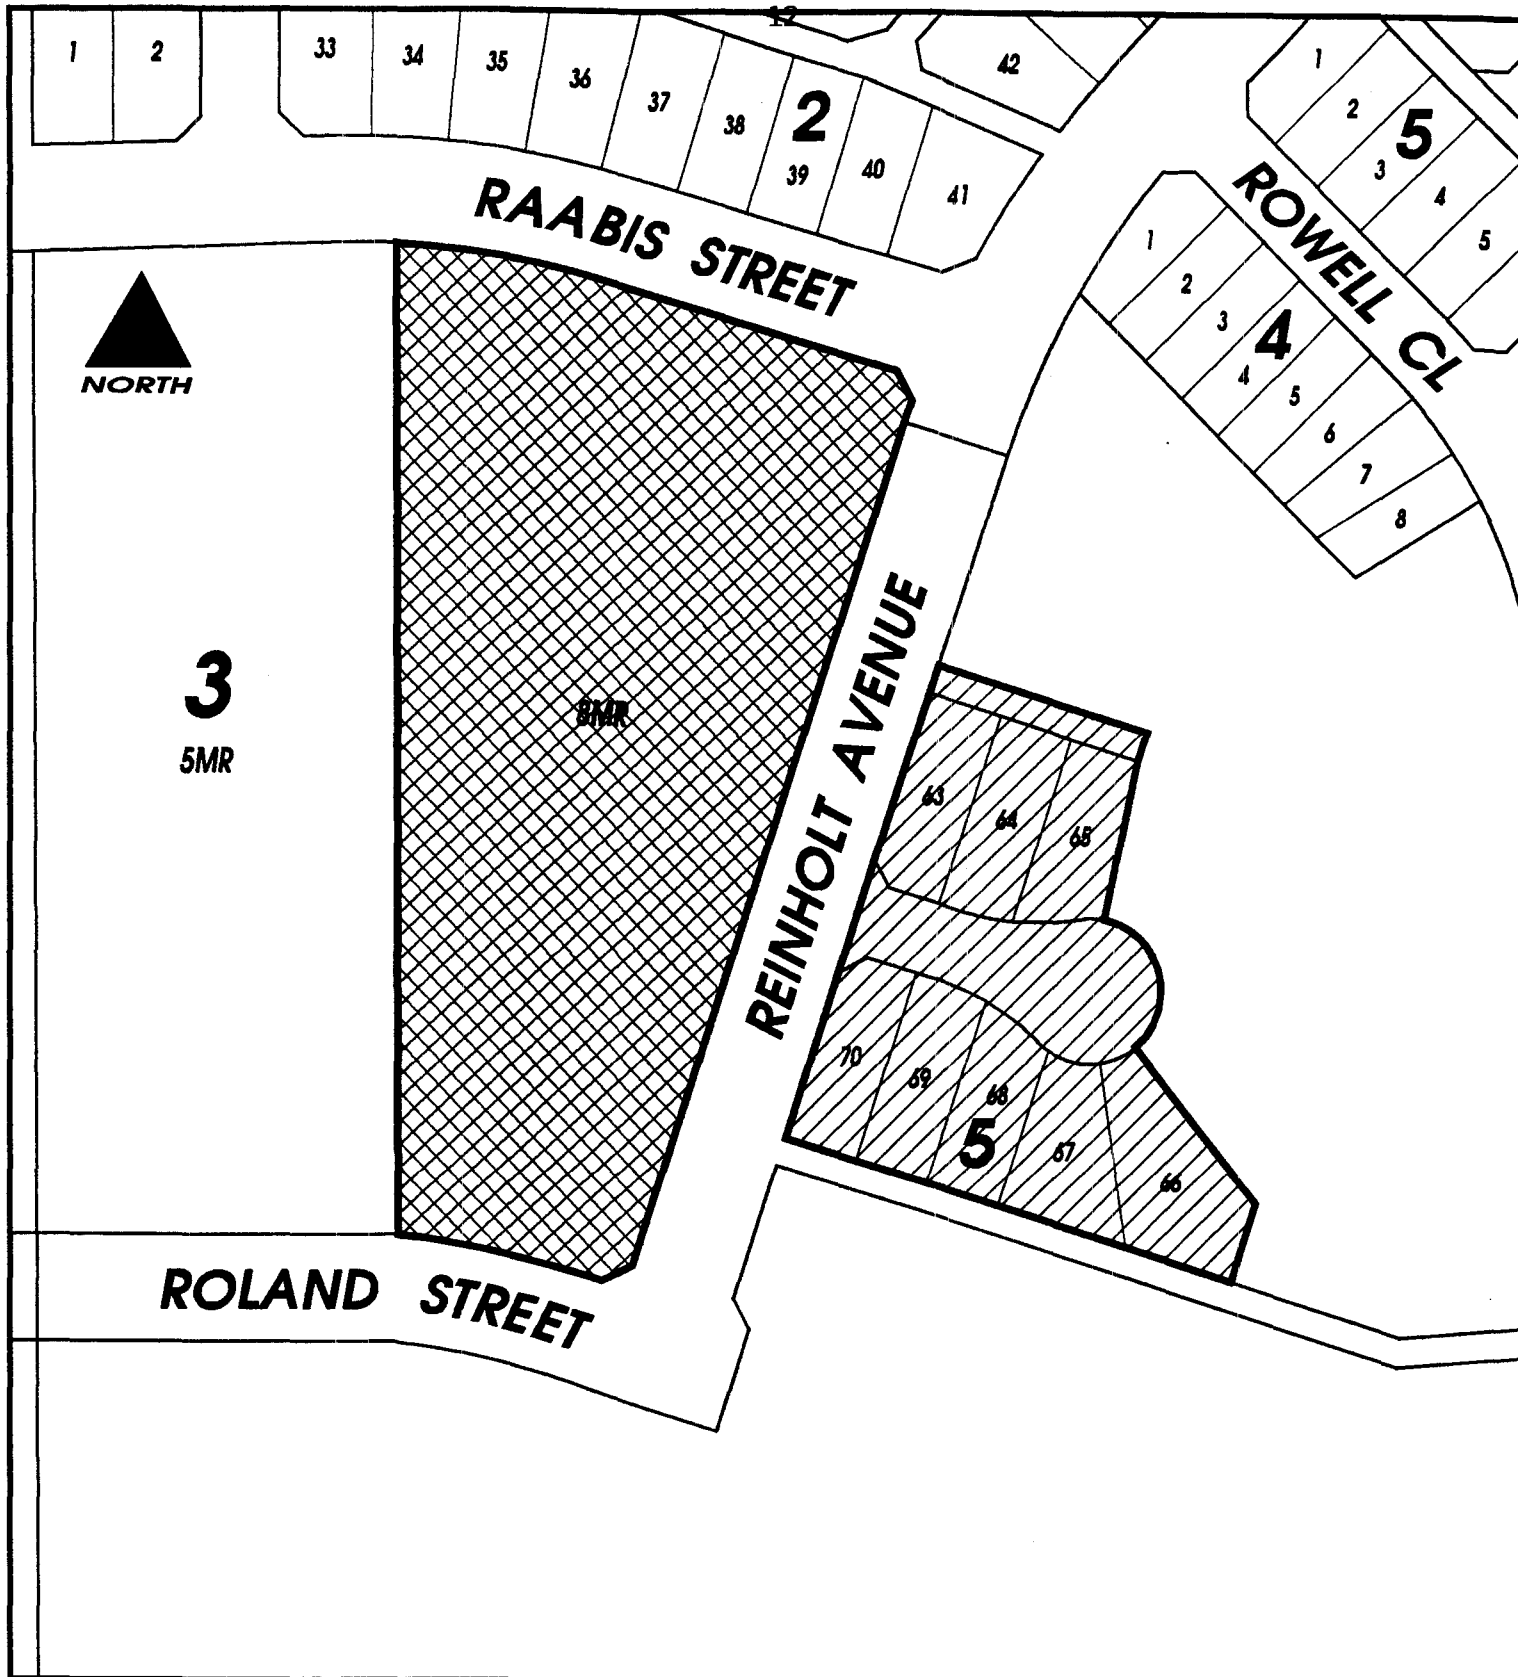 12
1 2 33 34 35 36 37 38 39 40 41 42
2
1 2 3 4 5
5
RAABIS STREET
ROWELL CL
1 2 3 4 5 6 7 8
4
NORTH
3
5MR
8MR
REINHOLT AVENUE
63 64 65
70 69 68 67 66
5
ROLAND STREET